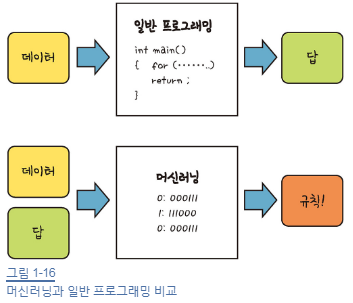 일반 프로그래밍
데이터
int main()
{ for (······..)
return ;
}
답
데이터
답
머신러닝
0: 000111
1: 111000
0: 000111
규칙!
그림 1-16
머신러닝과 일반 프로그래밍 비교